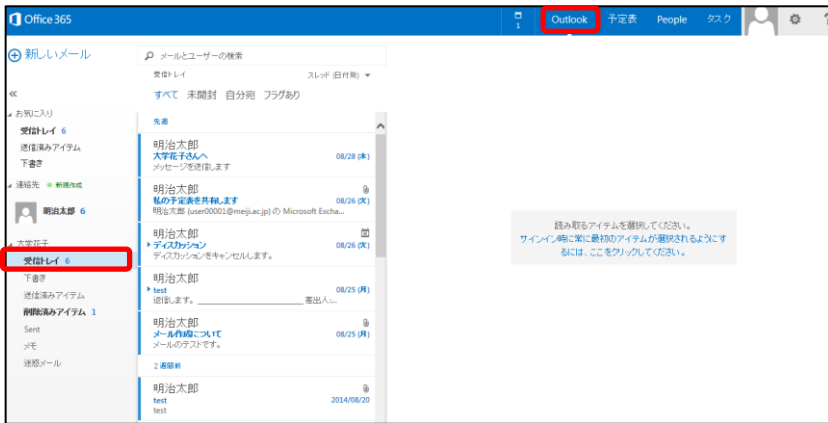 Office 365
1
Outlook
予定表
People
タスク
?
新しいメール
メールとユーザーの検索
受信トレイ
スレッド (日付別)
すべて 未開封 自分宛 フラグあり
お気に入り
受信トレイ 6
送信済みアイテム
下書き
連絡先 新規作成
明治太郎 6
大学花子
受信トレイ 6
下書き
送信済みアイテム
削除済みアイテム 1
Sent
メモ
迷惑メール
先週
明治太郎
大学花子さんへ 08/28 (木)
メッセージを送信します
明治太郎
私の予定表を共有します 08/26 (火)
明治太郎 (user00001@meiji.ac.jp) の Microsoft Excha...
明治太郎
ディスカッション 08/26 (火)
ディスカッションをキャンセルします。
明治太郎
test 08/25 (月)
返信します。 ________________________ 差出人:...
明治太郎
メール作成について 08/25 (月)
メールのテストです。
2 週間前
明治太郎
test 2014/08/20
test
読み取るアイテムを選択してください。
サインイン時に常に最初のアイテムが選択されるようにす
るには、ここをクリックしてください。